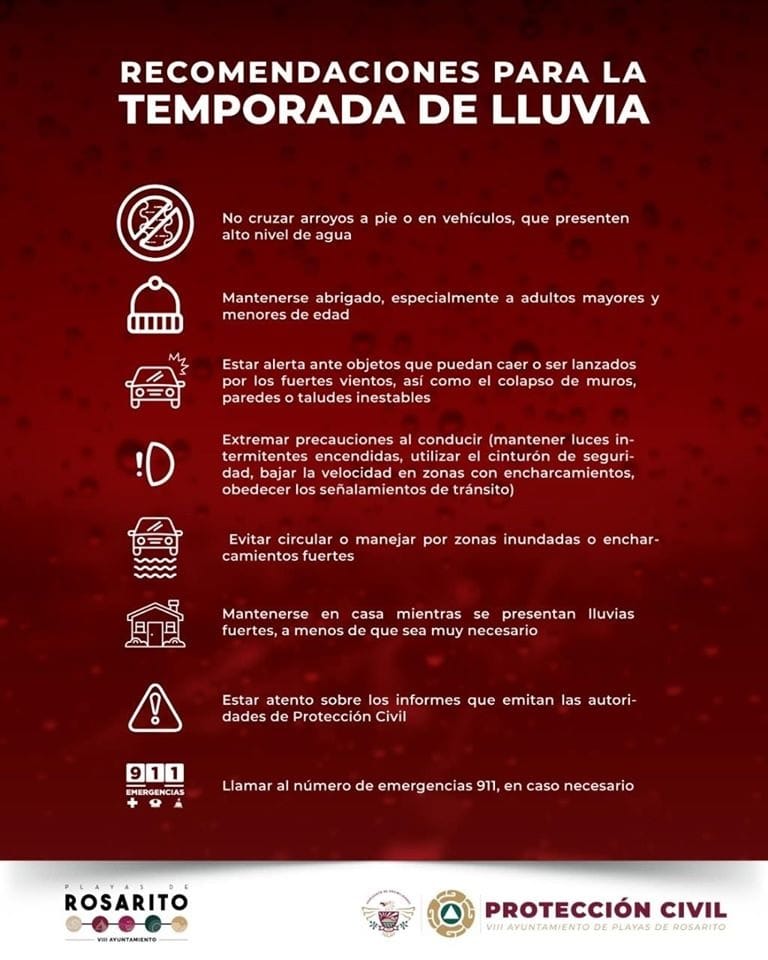 RECOMENDACIONES PARA LA
TEMPORADA DE LLUVIA
No cruzar arroyos a pie o en vehículos, que presenten
alto nivel de agua
Mantenerse abrigado, especialmente a adultos mayores y
menores de edad
Estar alerta ante objetos que puedan caer o ser lanzados
por los fuertes vientos, así como el colapso de muros,
paredes o taludes inestables
Extremar precauciones al conducir (mantener luces in-
termitentes encendidas, utilizar el cinturón de seguri-
dad, bajar la velocidad en zonas con encharcamientos,
obedecer los señalamientos de tránsito)
Evitar circular o manejar por zonas inundadas o enchar-
camientos fuertes
Mantenerse en casa mientras se presentan lluvias
fuertes, a menos de que sea muy necesario
Estar atento sobre los informes que emitan las autori-
dades de Protección Civil
911
EMERGENCIAS
Llamar al número de emergencias 911, en caso necesario
PLAYAS DE
ROSARITO
VIII AYUNTAMIENTO
PROTECCIÓN CIVIL
VIII AYUNTAMIENTO DE PLAYAS DE ROSARITO